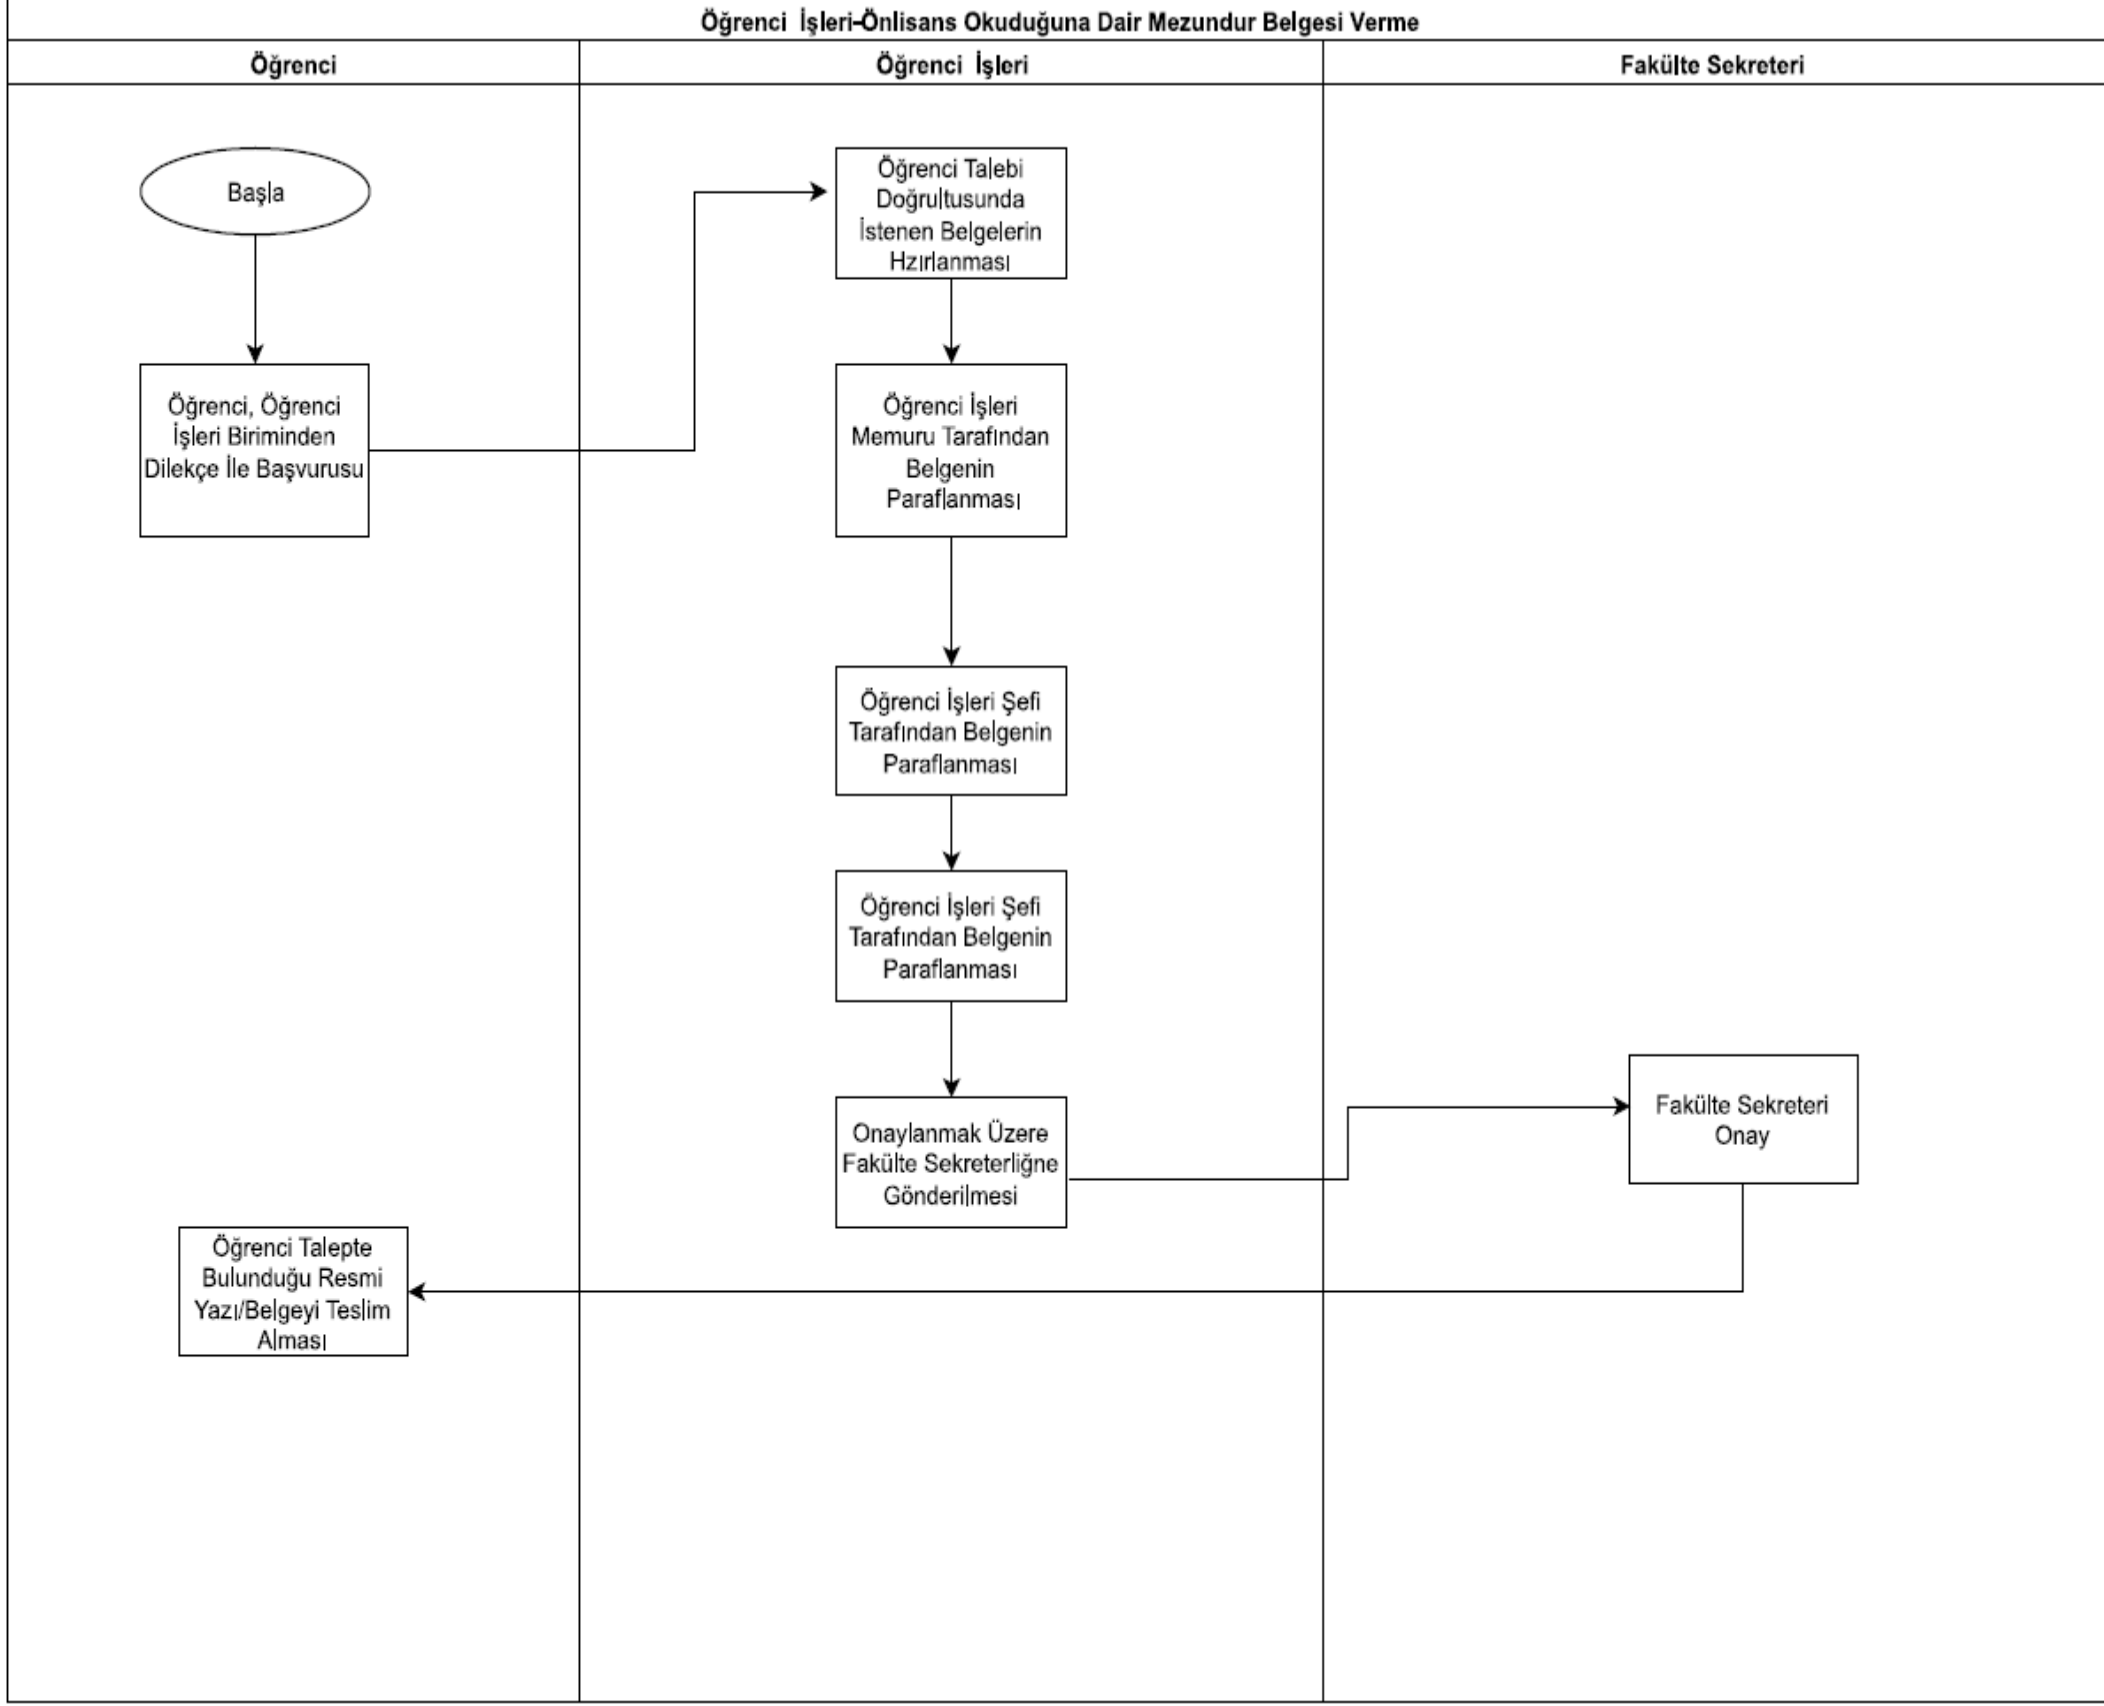 Öğrenci İşleri-Önlisans Okuduğuna Dair Mezundur Belgesi Verme
Öğrenci
Öğrenci İşleri
Fakülte Sekreteri
Başla
Öğrenci, Öğrenci
İşleri Biriminden
Dilekçe İle Başvurusu
Öğrenci Talebi
Doğrultusunda
İstenen Belgelerin
Hzırlanması
Öğrenci İşleri
Memuru Tarafından
Belgenin
Paraflanması
Öğrenci İşleri Şefi
Tarafından Belgenin
Paraflanması
Öğrenci İşleri Şefi
Tarafından Belgenin
Paraflanması
Onaylanmak Üzere
Fakülte Sekreterliğne
Gönderilmesi
Fakülte Sekreteri
Onay
Öğrenci Talepte
Bulunduğu Resmi
Yazı/Belgeyi Teslim
Alması